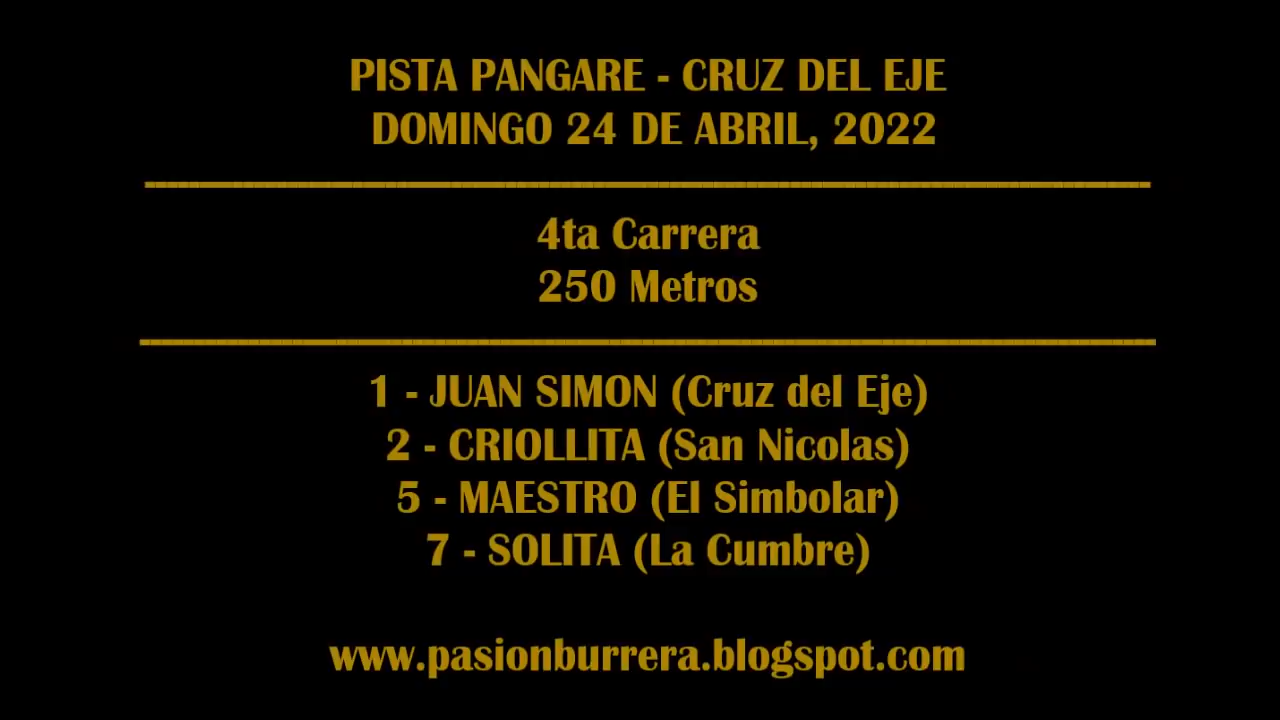 PISTA PANGARE - CRUZ DEL EJE
DOMINGO 24 DE ABRIL, 2022
4ta Carrera
250 Metros
1 - JUAN SIMON (Cruz del Eje)
2 - CRIOLLITA (San Nicolas)
5 - MAESTRO (El Simbolar)
7 - SOLITA (La Cumbre)
www.pasionburrera.blogspot.com